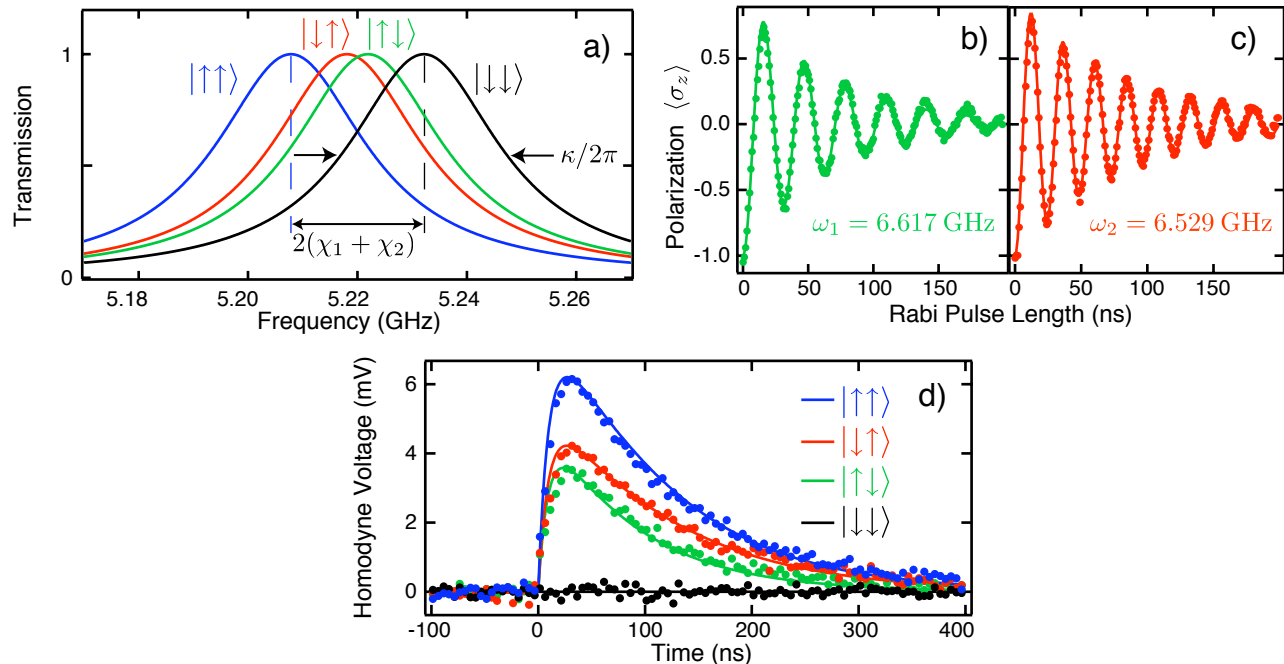 a)
|↓↑⟩ |↑↓⟩
|↑↑⟩ |↓↓⟩
κ/2π
2(χ₁ + χ₂)
Transmission
1
0
5.18 5.20 5.22 5.24 5.26
Frequency (GHz)
b)
c)
Polarization ⟨σz⟩
0.5
0.0
-0.5
-1.0
ω₁ = 6.617 GHz
ω₂ = 6.529 GHz
0 50 100 150 0 50 100 150
Rabi Pulse Length (ns)
d)
Homodyne Voltage (mV)
6
4
2
0
|↑↑⟩
|↓↑⟩
|↑↓⟩
|↓↓⟩
-100 0 100 200 300 400
Time (ns)